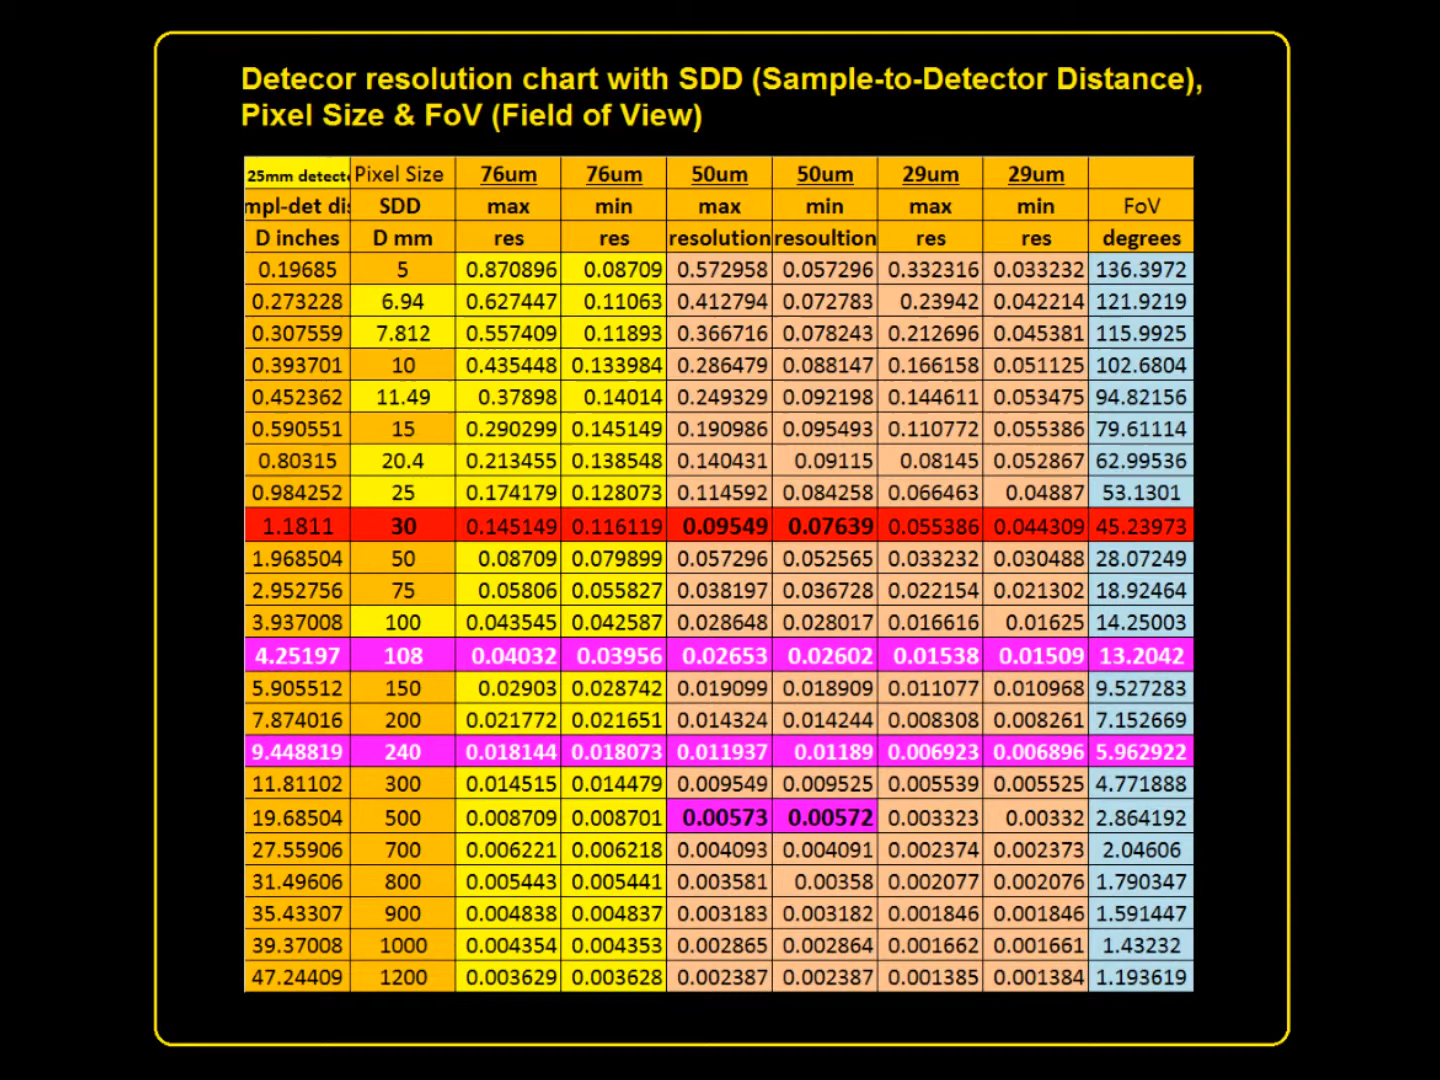 Detecor resolution chart with SDD (Sample-to-Detector Distance),
Pixel Size & FoV (Field of View)
25mm detect Pixel Size 76um 76um 50um 50um 29um 29um
mpl-det di SDD max min max min max min FoV
D inches D mm res res resolution resoultion res res degrees
0.19685 5 0.870896 0.08709 0.572958 0.057296 0.332316 0.033232 136.3972
0.273228 6.94 0.627447 0.11063 0.412794 0.072783 0.23942 0.042214 121.9219
0.307559 7.812 0.557409 0.11893 0.366716 0.078243 0.212696 0.045381 115.9925
0.393701 10 0.435448 0.133984 0.286479 0.088147 0.166158 0.051125 102.6804
0.452362 11.49 0.37898 0.14014 0.249329 0.092198 0.144611 0.053475 94.82156
0.590551 15 0.290299 0.145149 0.190986 0.095493 0.110772 0.055386 79.61114
0.80315 20.4 0.213455 0.138548 0.140431 0.09115 0.08145 0.052867 62.99536
0.984252 25 0.174179 0.128073 0.114592 0.084258 0.066463 0.04887 53.1301
1.1811 30 0.145149 0.116119 0.09549 0.07639 0.055386 0.044309 45.23973
1.968504 50 0.08709 0.079899 0.057296 0.052565 0.033232 0.030488 28.07249
2.952756 75 0.05806 0.055827 0.038197 0.036728 0.022154 0.021302 18.92464
3.937008 100 0.043545 0.042587 0.028648 0.028017 0.016616 0.01625 14.25003
4.25197 108 0.04032 0.03956 0.02653 0.02602 0.01538 0.01509 13.2042
5.905512 150 0.02903 0.028742 0.019099 0.018909 0.011077 0.010968 9.527283
7.874016 200 0.021772 0.021651 0.014324 0.014244 0.008308 0.008261 7.152669
9.448819 240 0.018144 0.018073 0.011937 0.01189 0.006923 0.006896 5.962922
11.81102 300 0.014515 0.014479 0.009549 0.009525 0.005539 0.005525 4.771888
19.68504 500 0.008709 0.008701 0.00573 0.00572 0.003323 0.00332 2.864192
27.55906 700 0.006221 0.006218 0.004093 0.004091 0.002374 0.002373 2.04606
31.49606 800 0.005443 0.005441 0.003581 0.00358 0.002077 0.002076 1.790347
35.43307 900 0.004838 0.004837 0.003183 0.003182 0.001846 0.001846 1.591447
39.37008 1000 0.004354 0.004353 0.002865 0.002864 0.001662 0.001661 1.43232
47.24409 1200 0.003629 0.003628 0.002387 0.002387 0.001385 0.001384 1.193619